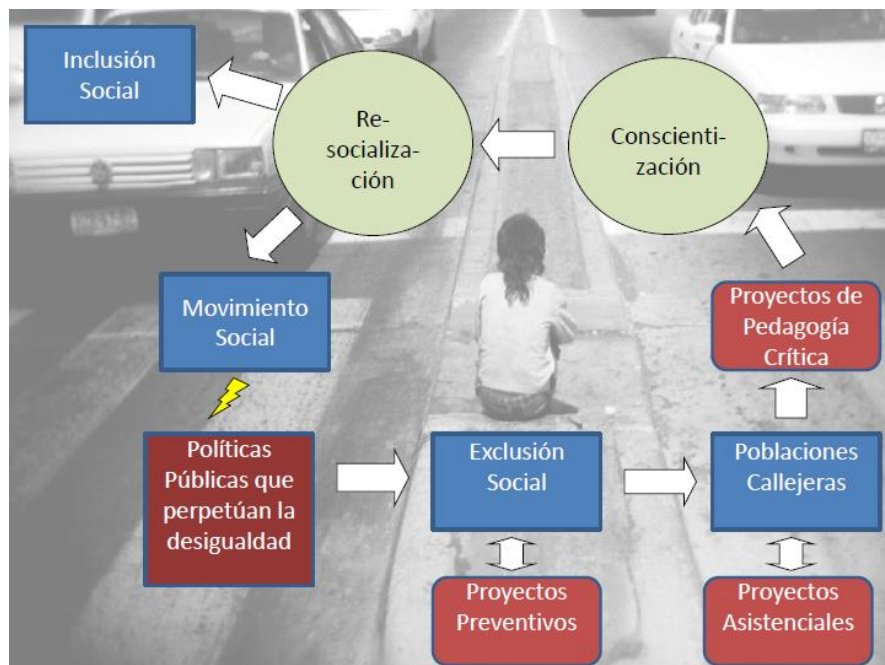 Inclusión
Social
Re-
socializa-
ción
Conscienti-
zación
Movimiento
Social
Proyectos de
Pedagogía
Crítica
Políticas
Públicas que
perpetúan la
desigualdad
Exclusión
Social
Poblaciones
Callejeras
Proyectos
Preventivos
Proyectos
Asistenciales